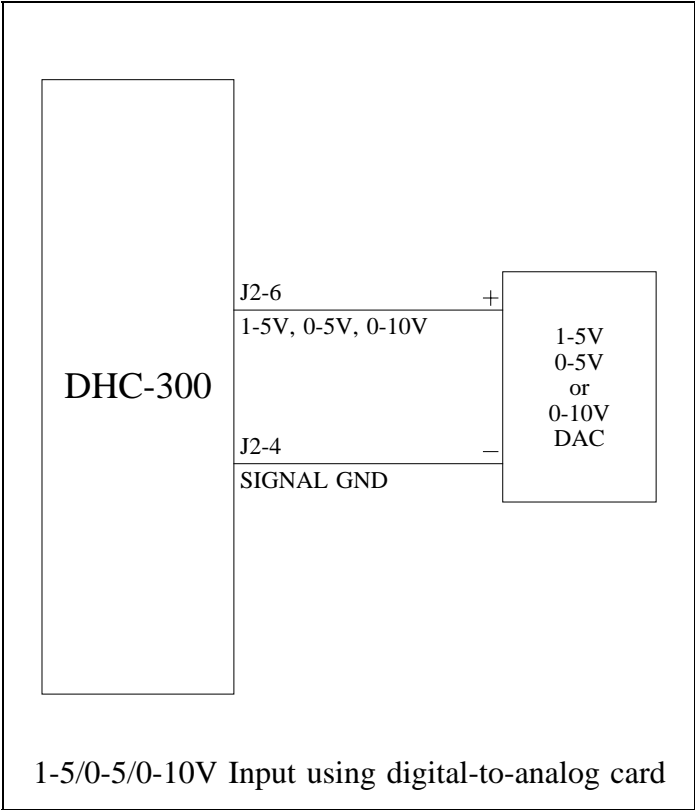 J2-6
+
1-5V, 0-5V, 0-10V
DHC-300
J2-4
−
SIGNAL GND
1-5V
0-5V
or
0-10V
DAC
1-5/0-5/0-10V Input using digital-to-analog card